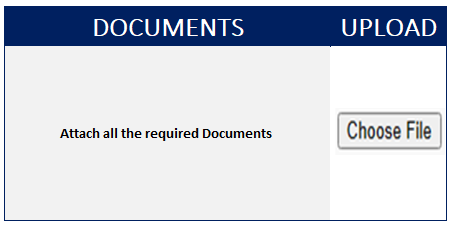 DOCUMENTS UPLOAD
Attach all the required Documents
Choose File